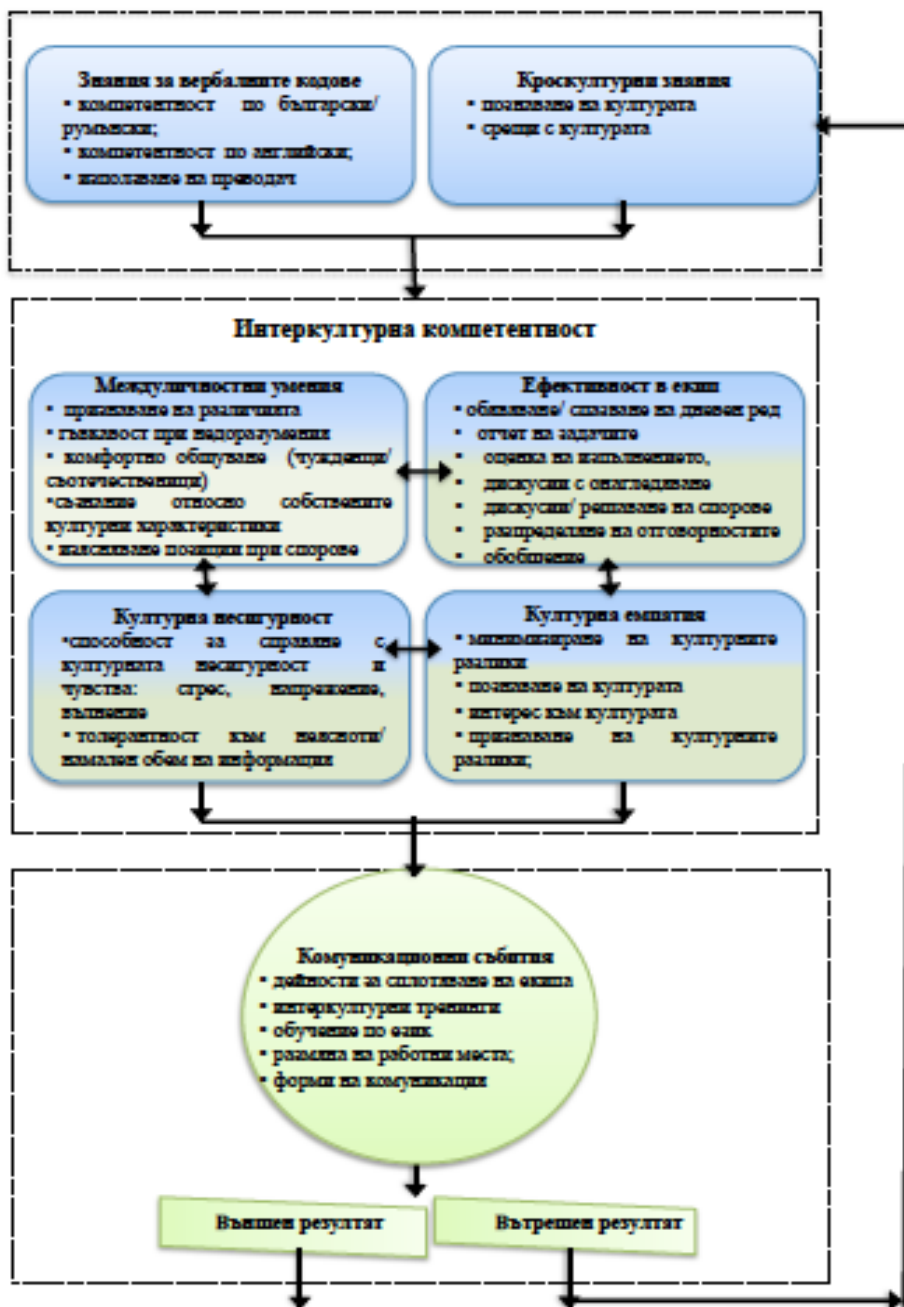 Знания за вербалните кодове
• компетентност по български/
румънски;
• компетентност по английски;
• използване на преводач
Кроскултурни знания
• познаване на културата
• срещи с културата
Интеркултурна компетентност
Междуличностни умения
• признаване на различията
• гъвкавост при недоразумения
• комфортно общуване (чужденци/
сьотечественици)
•съзнание относно собствените
културни характеристики
• изясняване позиции при спорове
Ефективност в екип
• обявяване/ спазване на дневен ред
• отчет на задачите
• оценка на изпълнението,
• дискусии с онагледяване
• дискусии/ решаване на спорове
• разпределяне на отговорностите
• обобщение
Културна несигурност
•способност за справяне с
културната несигурност и
чувства: стрес, напрежение,
вълнение
• толерантност към неясноти/
намален обем на информация
Културна емпатия
• минимизиране на културните
разлики
• познаване на културата
• интерес към културата
• признаване на културните
разлики;
Комуникационни събития
• дейности за сплотяване на екипа
• интеркултурни тренинги
• обучение по език
• размяна на работни места;
• форми на комуникация
Външен резултат
Вътрешен резултат